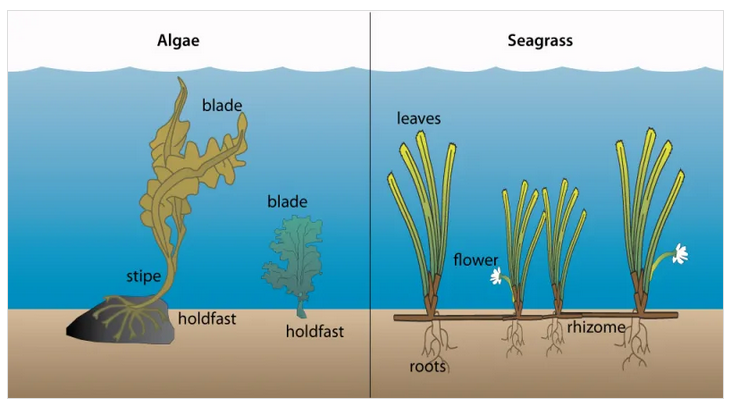 Algae
Seagrass
blade
leaves
blade
flower
stipe
holdfast
holdfast
rhizome
roots